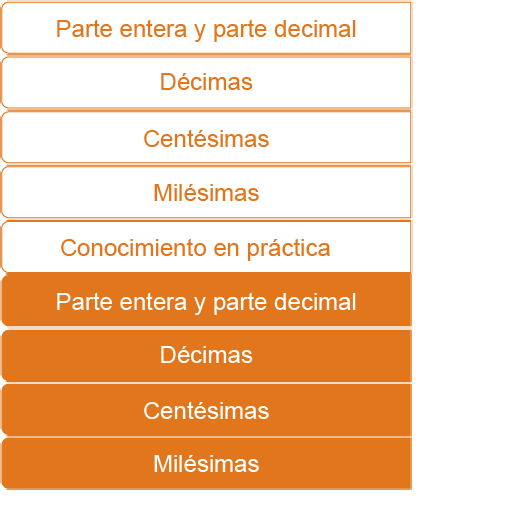 Parte entera y parte decimal
Décimas
Centésimas
Milésimas
Conocimiento en práctica
Parte entera y parte decimal
Décimas
Centésimas
Milésimas